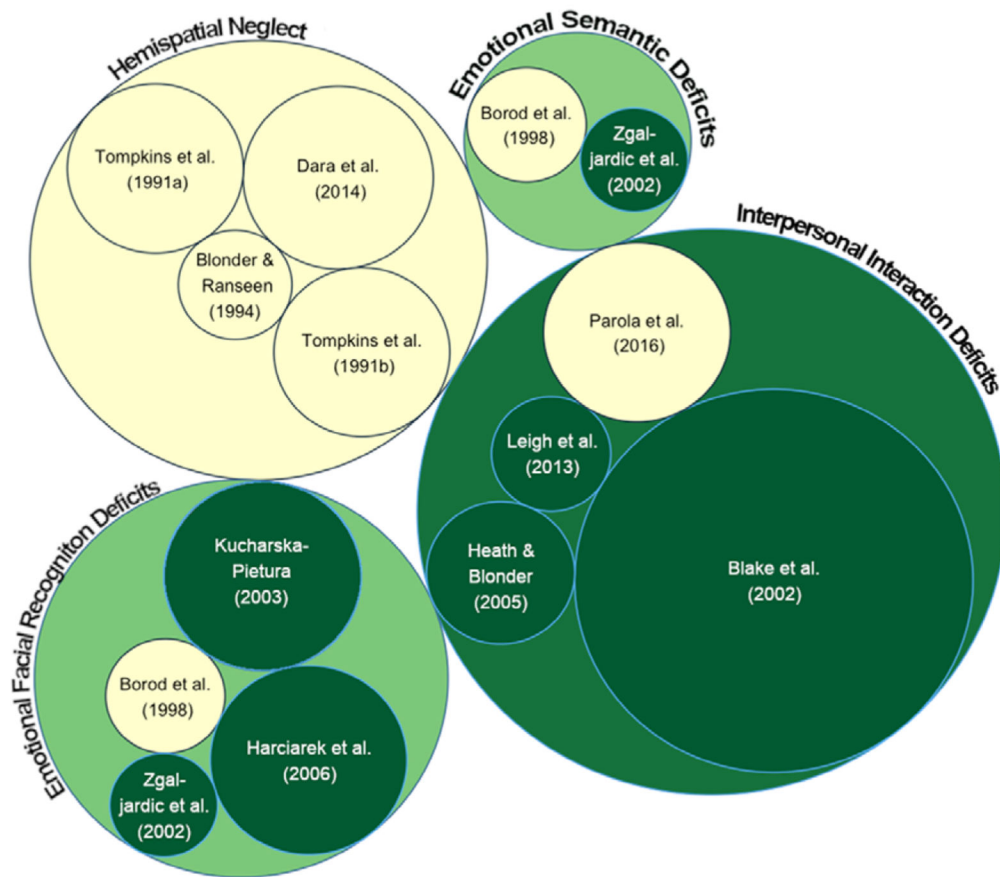 Hemispatial Neglect
Tompkins et al.
(1991a)
Dara et al.
(2014)
Blonder &
Ranseen
(1994)
Tompkins et al.
(1991b)
Emotional Semantic Deficits
Borod et al.
(1998)
Zgal-
jardic et al.
(2002)
Interpersonal Interaction Deficits
Parola et al.
(2016)
Leigh et al.
(2013)
Heath &
Blonder
(2005)
Blake et al.
(2002)
Emotional Facial Recogniton Deficits
Kucharska-
Pietura
(2003)
Borod et al.
(1998)
Harciarek et al.
(2006)
Zgal-
jardic et al.
(2002)